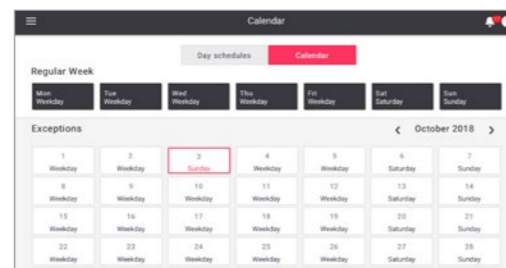 Calendar
Day schedules Calendar
Regular Week
Mon Tue Wed Thu Fri Sat Sun
Weekday Weekday Weekday Weekday Weekday Saturday Sunday
Exceptions < October 2018 >
1 2 3 4 5 6 7
Weekday Weekday Sunday Weekday Weekday Saturday Sunday
8 9 10 11 12 13 14
Weekday Weekday Weekday Weekday Weekday Saturday Sunday
15 16 17 18 19 20 21
Weekday Weekday Weekday Weekday Weekday Saturday Sunday
22 23 24 25 26 27 28
Weekday Weekday Weekday Weekday Weekday Saturday Sunday